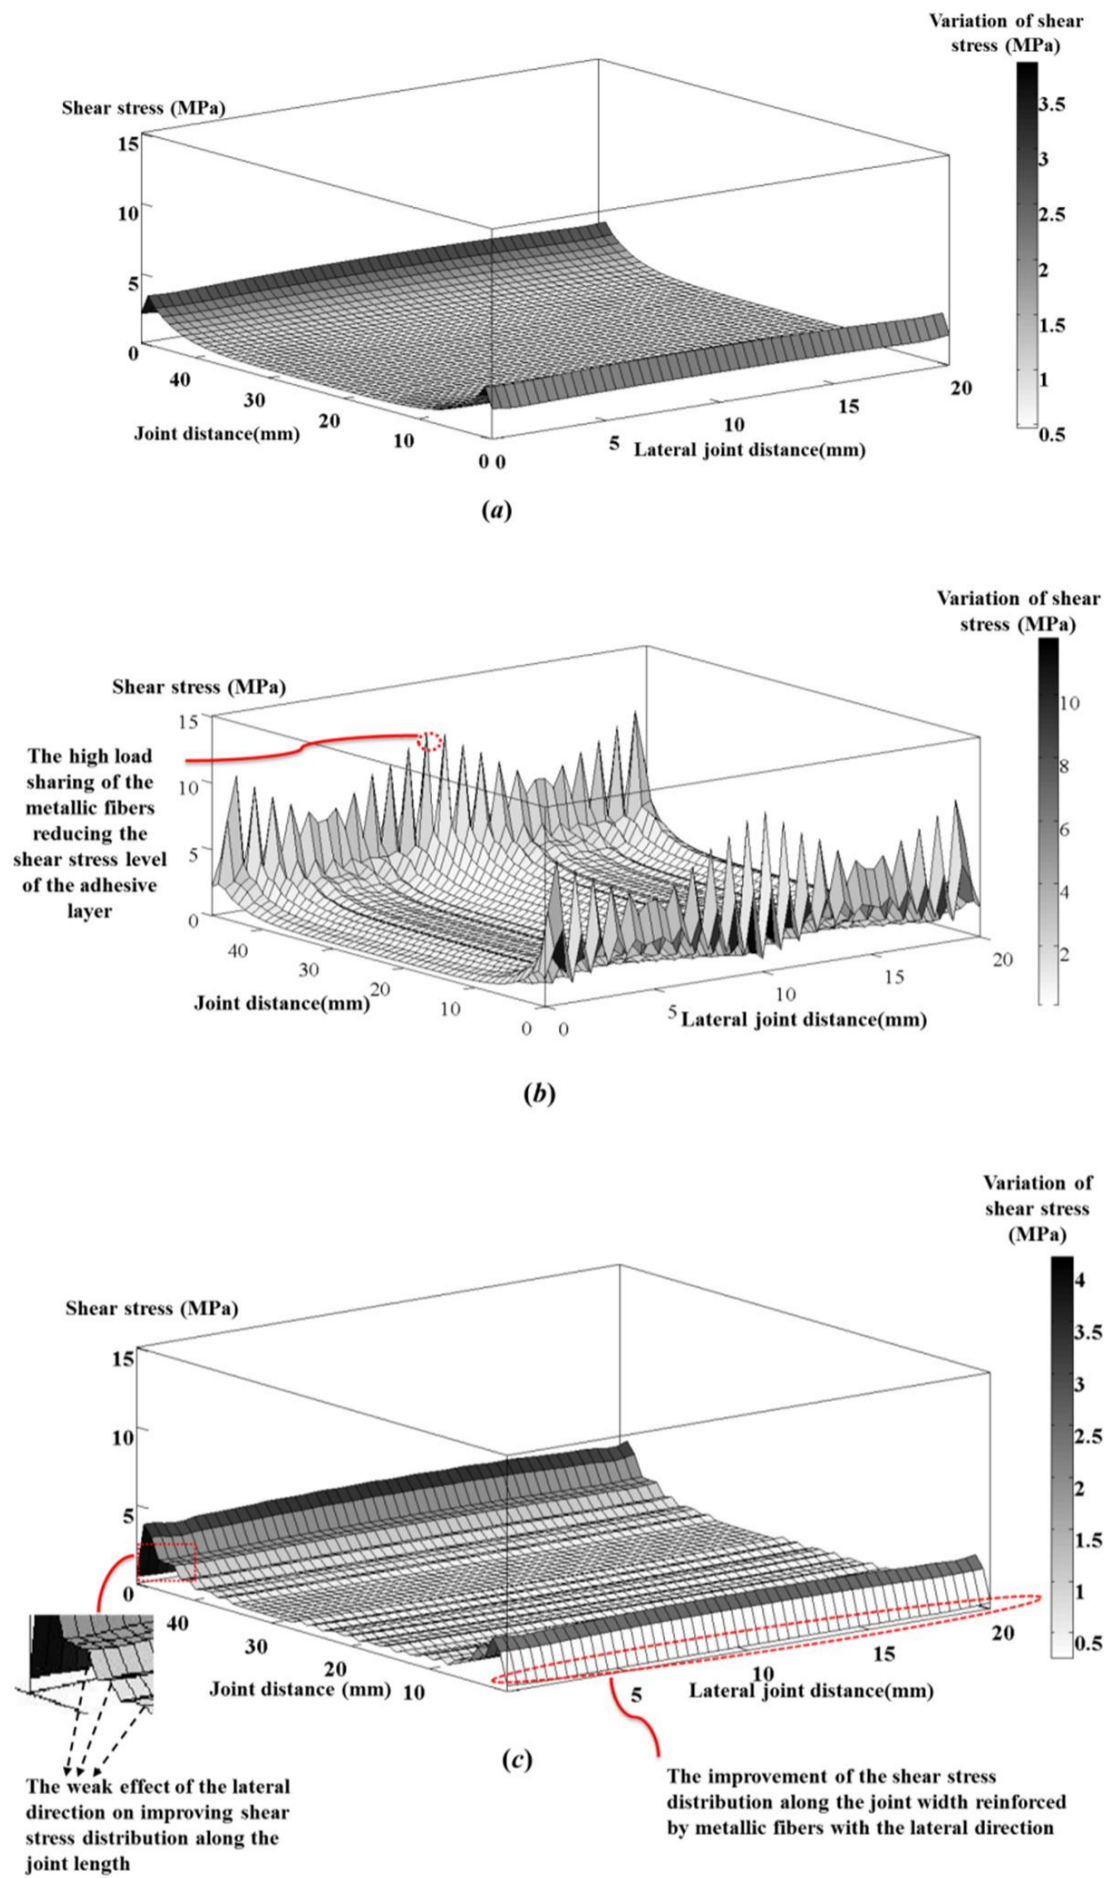 Variation of shear
stress (MPa)
Shear stress (MPa)
15
10
5
0
40
30
20
10
0 0
Joint distance(mm)
5
10
15
20
Lateral joint distance(mm)
3.5
3
2.5
2
1.5
1
0.5
(a)
Variation of shear
stress (MPa)
Shear stress (MPa)
15
10
5
0
The high load
sharing of the
metallic fibers
reducing the
shear stress level
of the adhesive
layer
40
30
20
10
0
0
Joint distance(mm)
5
10
15
20
Lateral joint distance(mm)
10
8
6
4
2
(b)
Variation of
shear stress
(MPa)
Shear stress (MPa)
15
10
5
0
40
30
20
10
Joint distance (mm)
5
10
15
20
Lateral joint distance(mm)
4
3.5
3
2.5
2
1.5
1
0.5
(c)
The weak effect of the lateral
direction on improving shear
stress distribution along the
joint length
The improvement of the shear stress
distribution along the joint width reinforced
by metallic fibers with the lateral direction